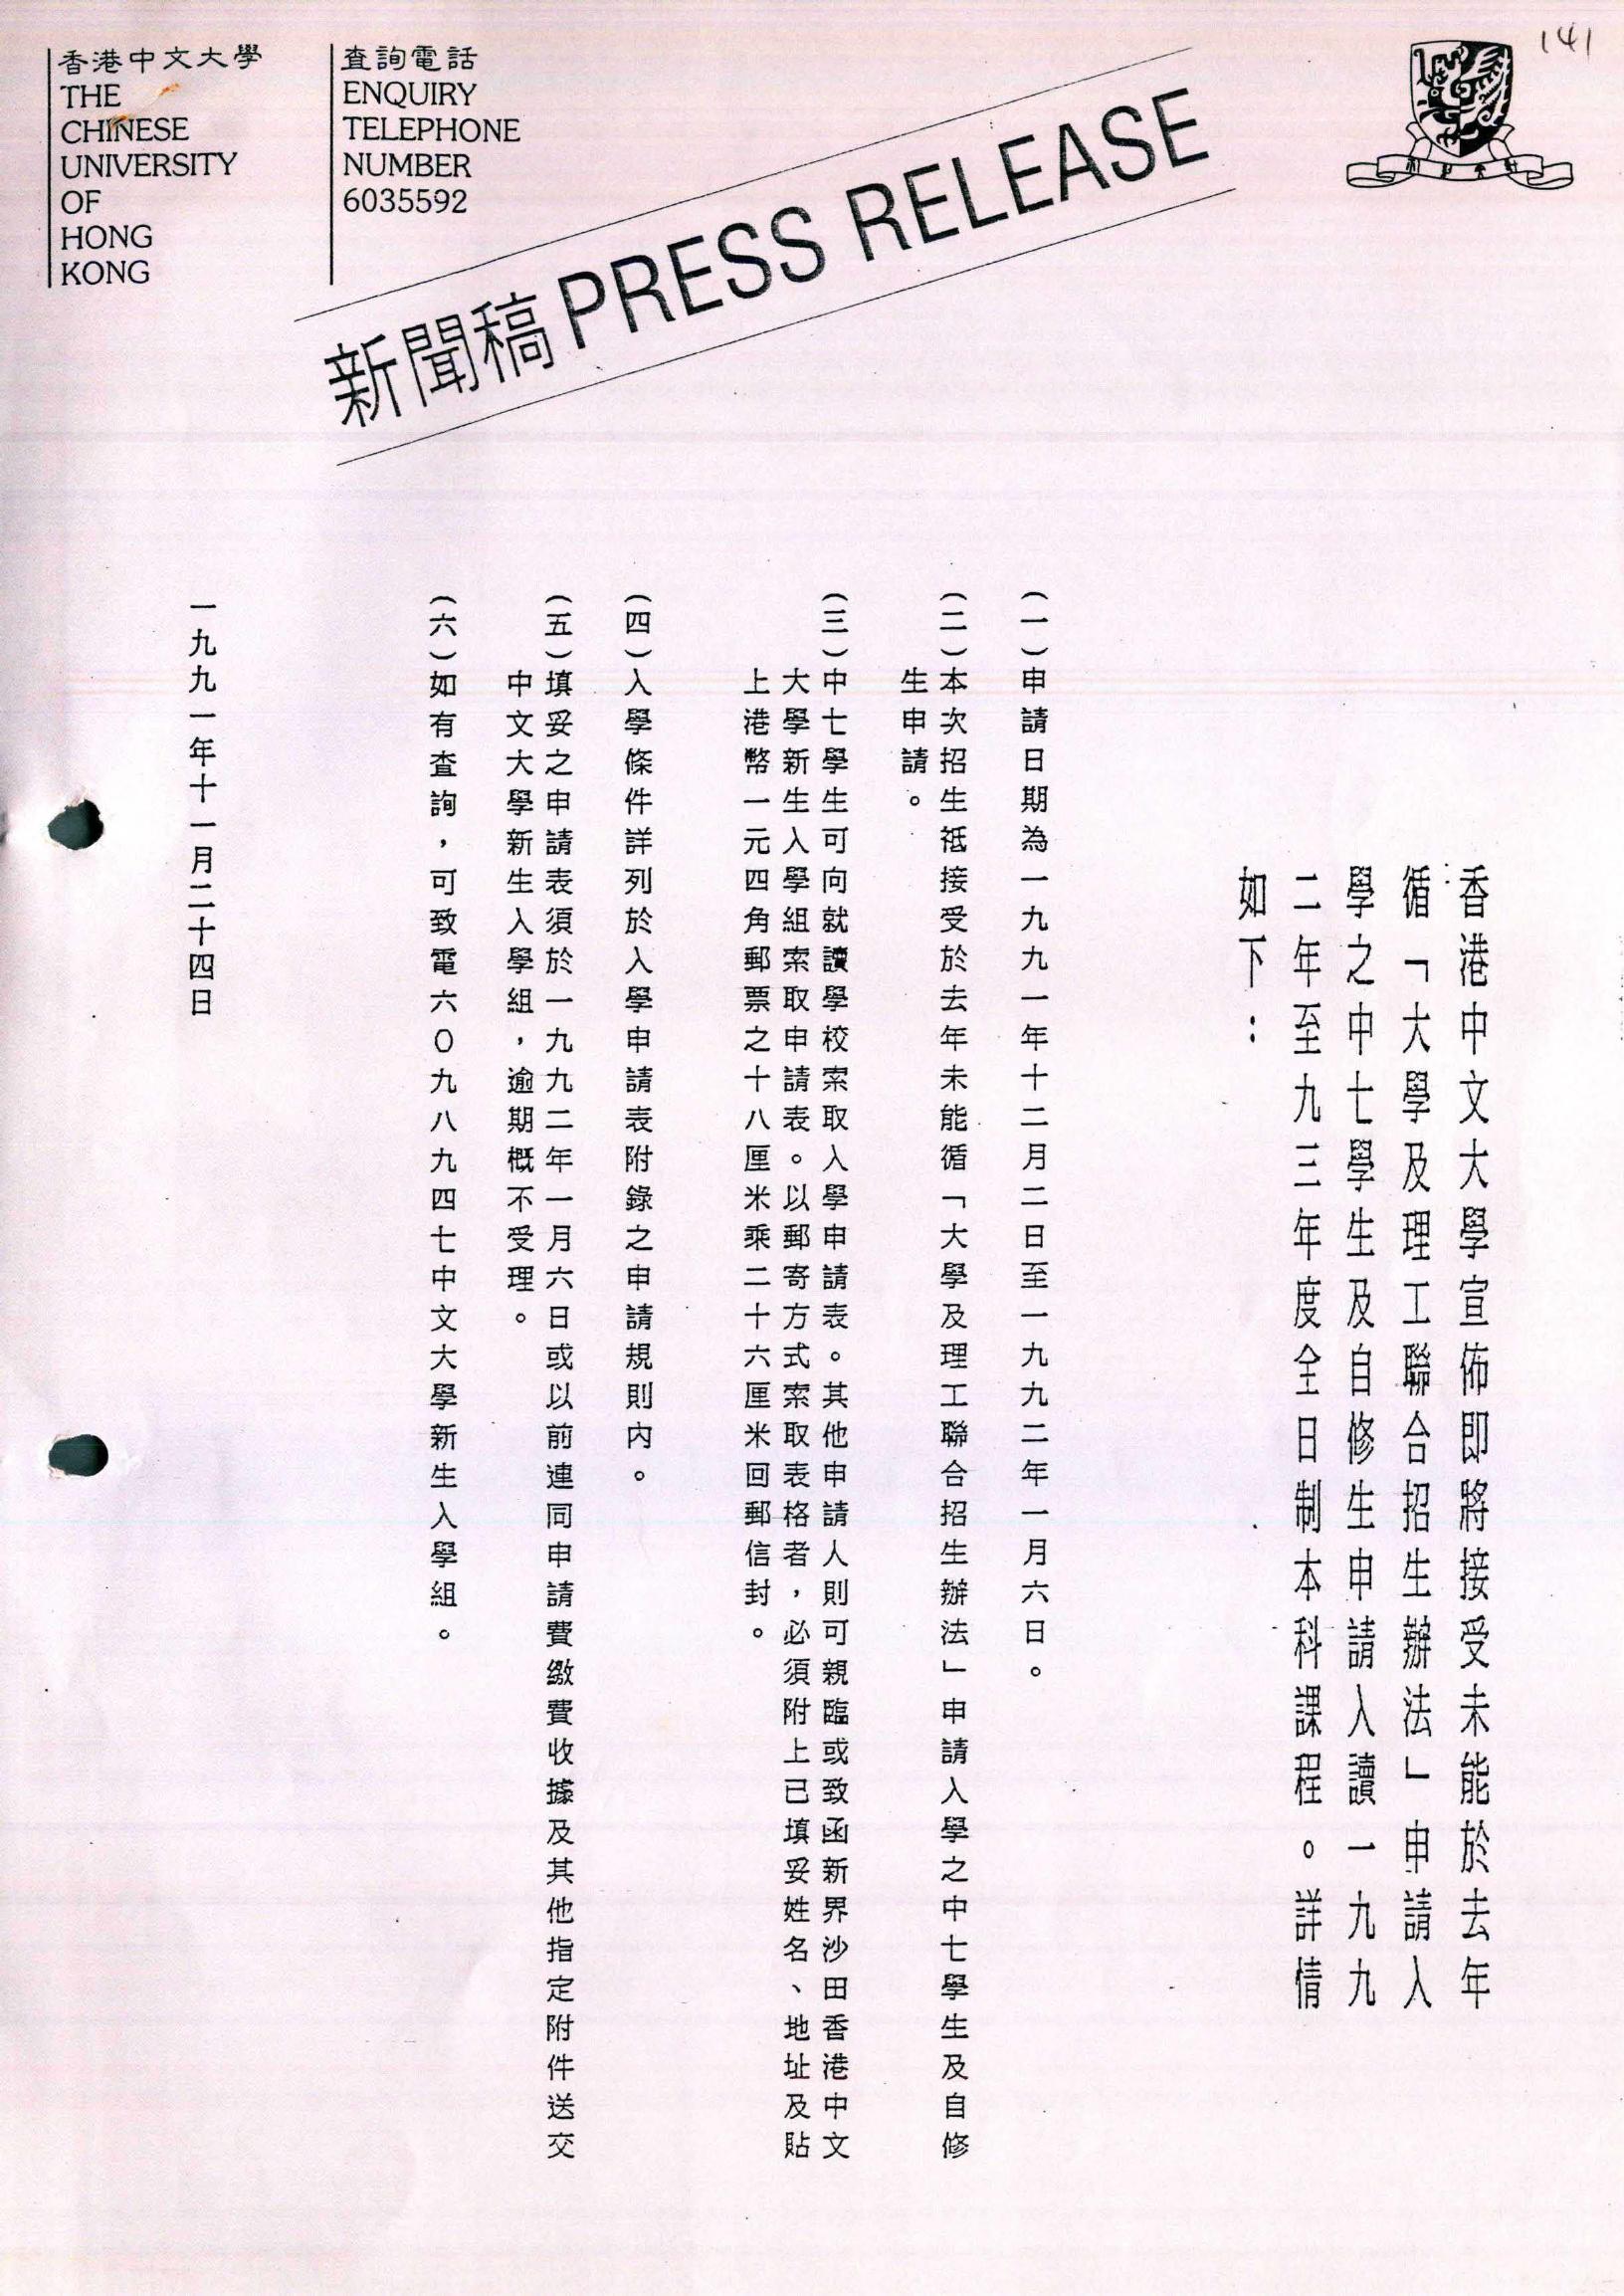 141
香港中文大學
THE
CHINESE
UNIVERSITY
OF
HONG
KONG
查詢電話
ENQUIRY
TELEPHONE
NUMBER
6035592
新聞稿 PRESS RELEASE
香港中文大學宣佈即將接受未能於去年
循「大學及理工聯合招生辦法」申請入
學之中七學生及自修生申請入讀一九九
二年至九三年度全日制本科課程。詳情
如下：
(一)申請日期為一九九一年十二月二日至一九九二年一月六日。
(二)本次招生祗接受於去年未能循「大學及理工聯合招生辦法」申請入學之中七學生及自修
生申請。
(三)中七學生可向就讀學校索取入學申請表。其他申請人則可親臨或致函新界沙田香港中文
大學新生入學組索取申請表。以郵寄方式索取表格者，必須附上已填妥姓名、地址及貼
上港幣一元四角郵票之十八厘米乘二十六厘米回郵信封。
(四)入學條件詳列於入學申請表附錄之申請規則內。
(五)填妥之申請表須於一九九二年一月六日或以前連同申請費繳費收據及其他指定附件送交
中文大學新生入學組，逾期概不受理。
(六)如有查詢，可致電六０九八九四七中文大學新生入學組。
一九九一年十一月二十四日